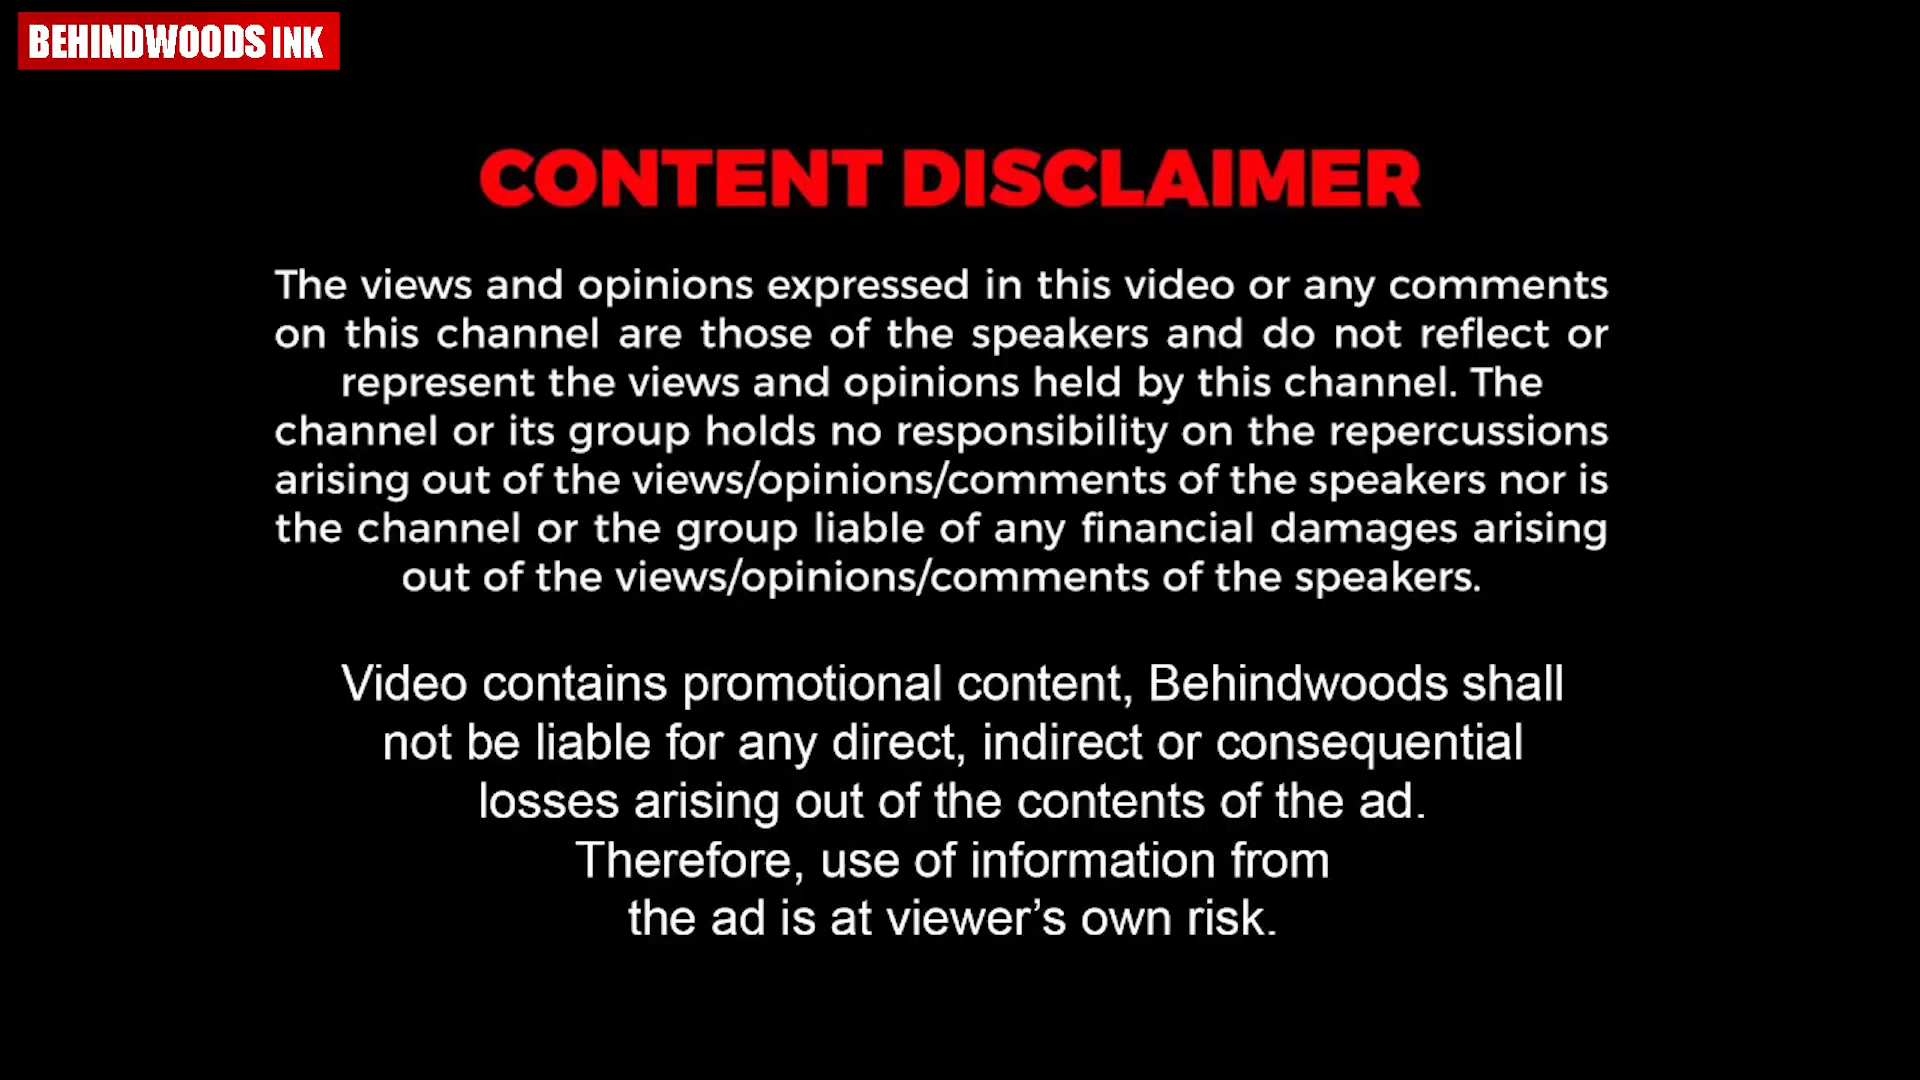 BEHINDWOODS INK
CONTENT DISCLAIMER
The views and opinions expressed in this video or any comments
on this channel are those of the speakers and do not reflect or
represent the views and opinions held by this channel. The
channel or its group holds no responsibility on the repercussions
arising out of the views/opinions/comments of the speakers nor is
the channel or the group liable of any financial damages arising
out of the views/opinions/comments of the speakers.
Video contains promotional content, Behindwoods shall
not be liable for any direct, indirect or consequential
losses arising out of the contents of the ad.
Therefore, use of information from
the ad is at viewer’s own risk.